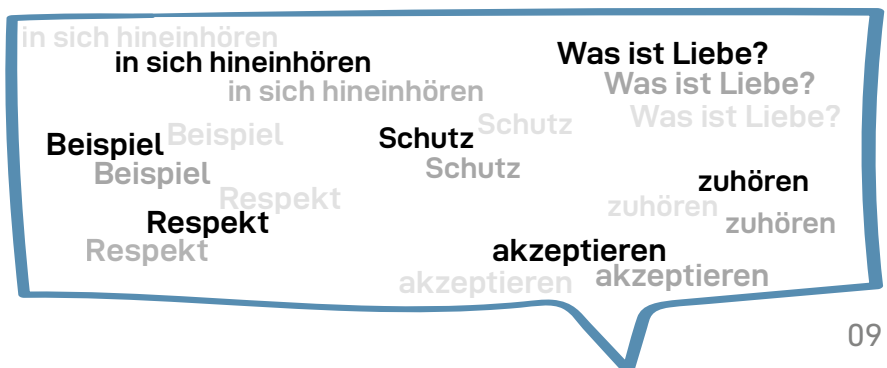 in sich hineinhören
in sich hineinhören
in sich hineinhören
Was ist Liebe?
Was ist Liebe?
Was ist Liebe?
Beispiel
Beispiel
Beispiel
Schutz
Schutz
Schutz
Respekt
Respekt
Respekt
zuhören
zuhören
zuhören
akzeptieren
akzeptieren
akzeptieren
09